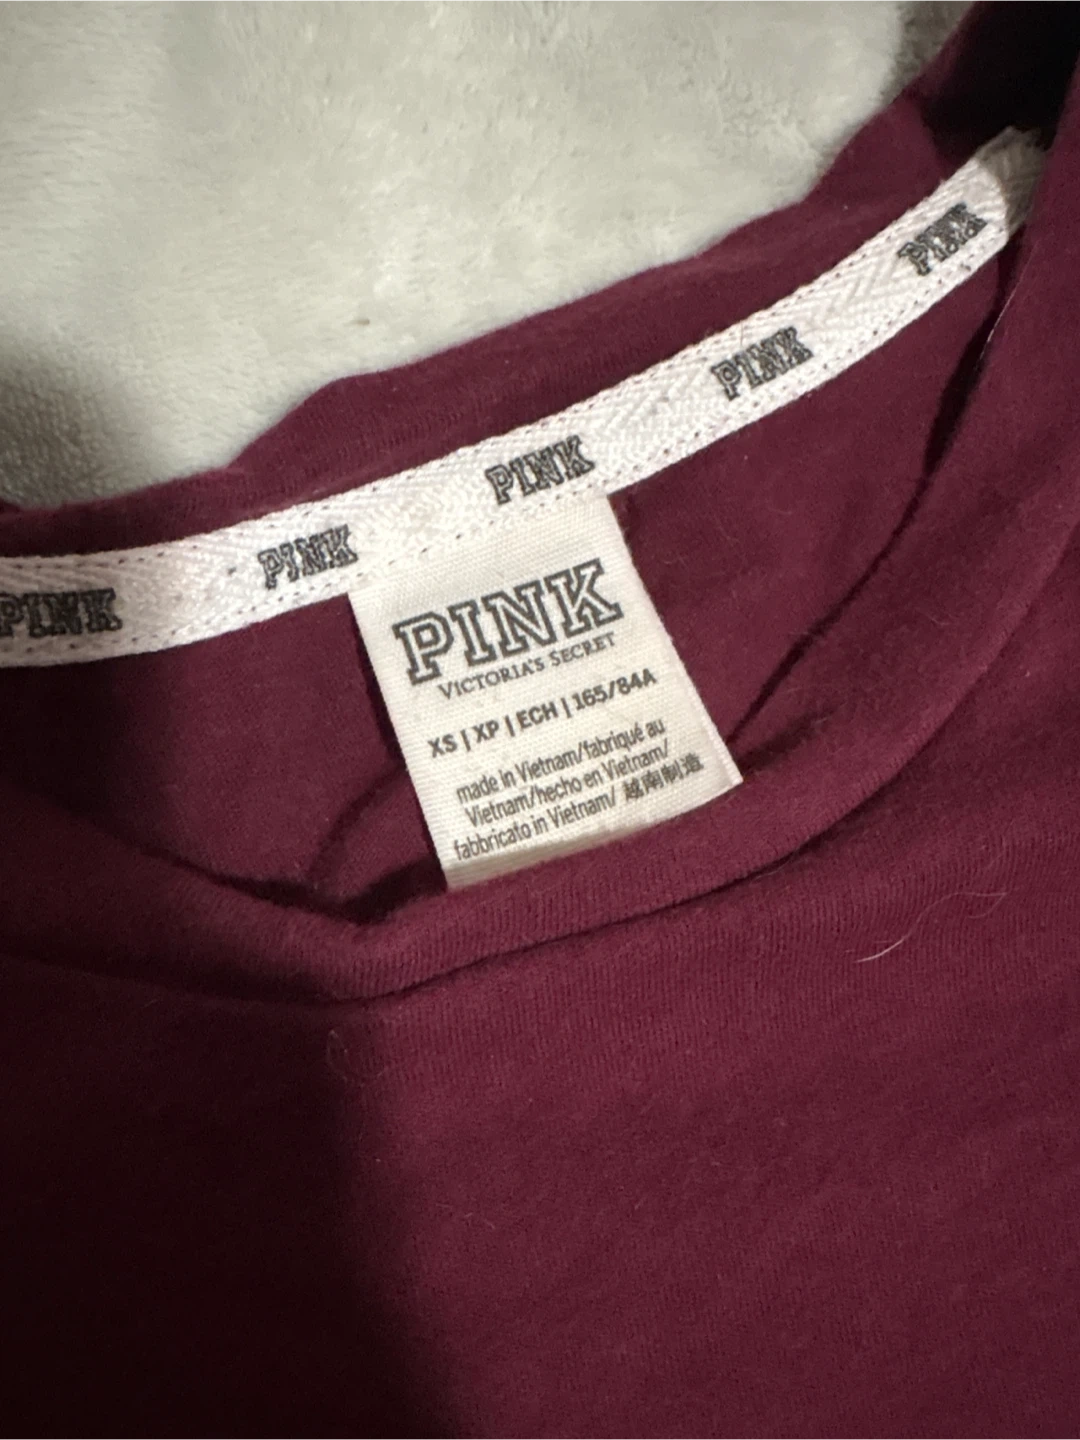 PINK
PINK
PINK
PINK
PINK
PINK
VICTORIA'S SECRET
XS | XP | ECH | 165/84A
made in Vietnam/fabriqué au
Vietnam/hecho en Vietnam/
fabbricato in Vietnam/ 越南制造